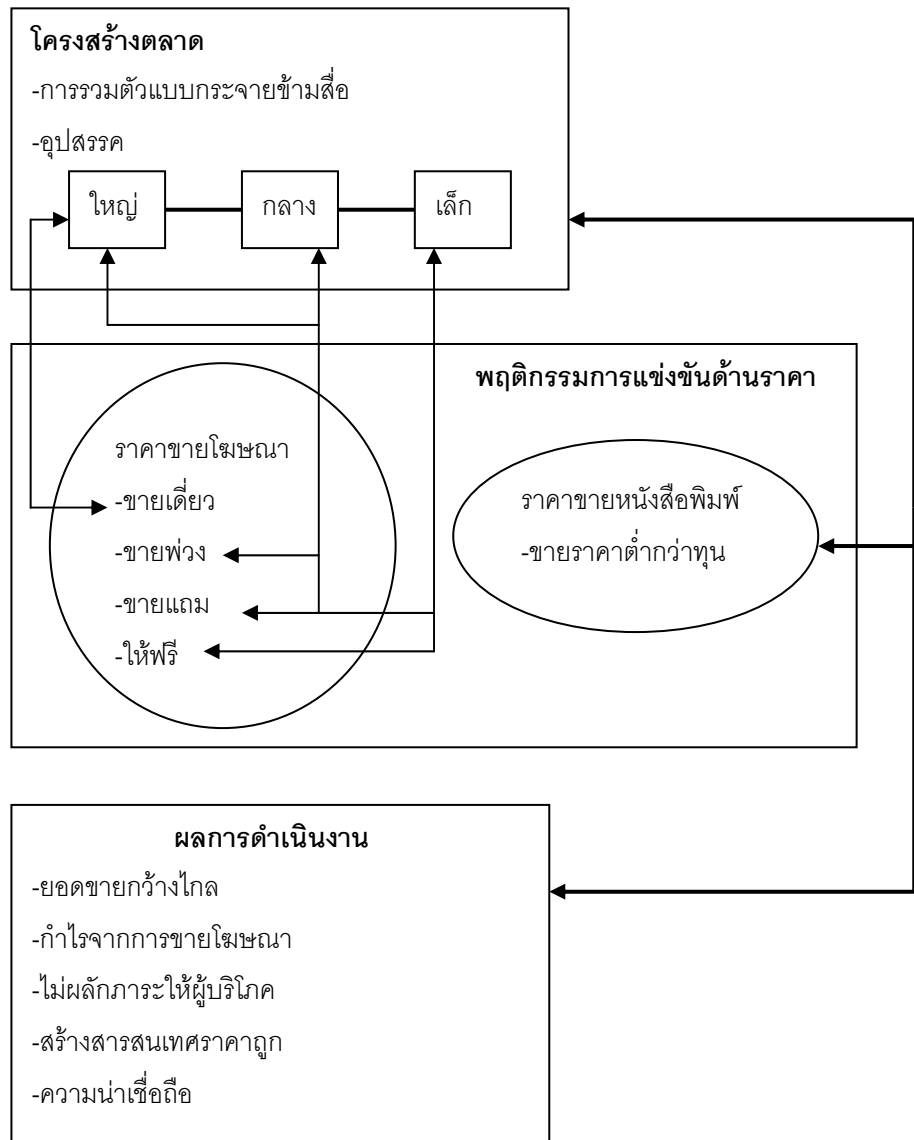 โครงสร้างตลาด
-การรวมตัวแบบกระจายข้ามสื่อ
-อุปสรรค
ใหญ่ กลาง เล็ก
พฤติกรรมการแข่งขันด้านราคา
ราคาขายโฆษณา
-ขายเดี่ยว
-ขายพ่วง
-ขายแถม
-ให้ฟรี
ราคาขายหนังสือพิมพ์
-ขายราคาต่ำกว่าทุน
ผลการดำเนินงาน
-ยอดขายกว้างไกล
-กำไรจากการขายโฆษณา
-ไม่ผลักภาระให้ผู้บริโภค
-สร้างสารสนเทศราคาถูก
-ความน่าเชื่อถือ